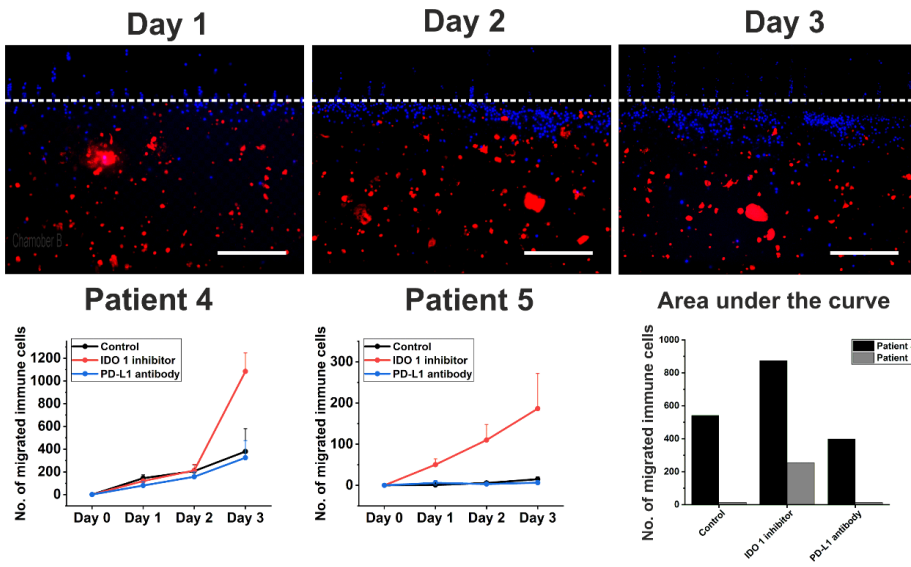 Day 1
Day 2
Day 3
Chamober B
Patient 4
Patient 5
Area under the curve
No. of migrated immune cells
1200
1000
800
600
400
200
0
Control
IDO 1 inhibitor
PD-L1 antibody
Day 0
Day 1
Day 2
Day 3
No. of migrated immune cells
300
200
100
0
Control
IDO 1 inhibitor
PD-L1 antibody
Day 0
Day 1
Day 2
Day 3
No. of migrated immune cells
1000
800
600
400
200
0
Patient
Patient
Control
IDO 1 inhibitor
PD-L1 antibody